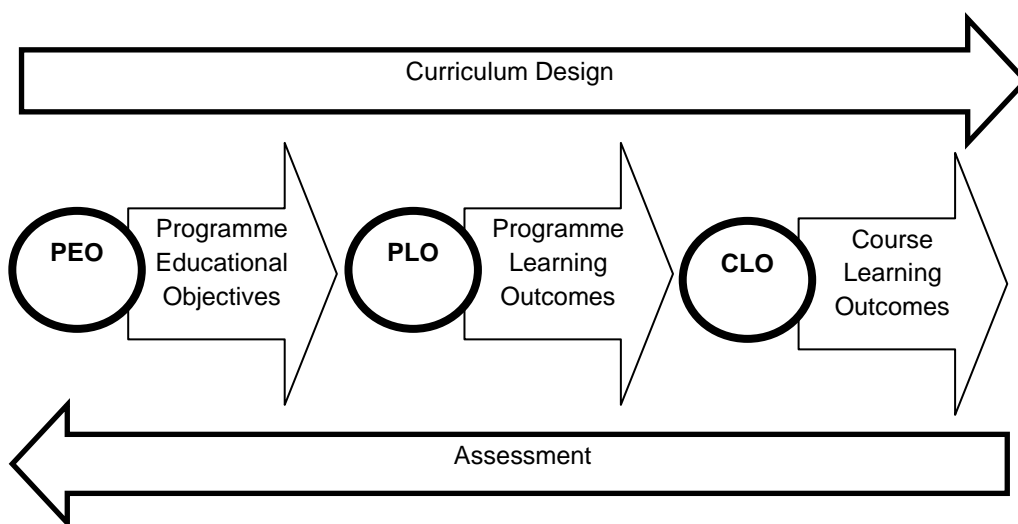 Curriculum Design
PEO
Programme
Educational
Objectives
PLO
Programme
Learning
Outcomes
CLO
Course
Learning
Outcomes
Assessment